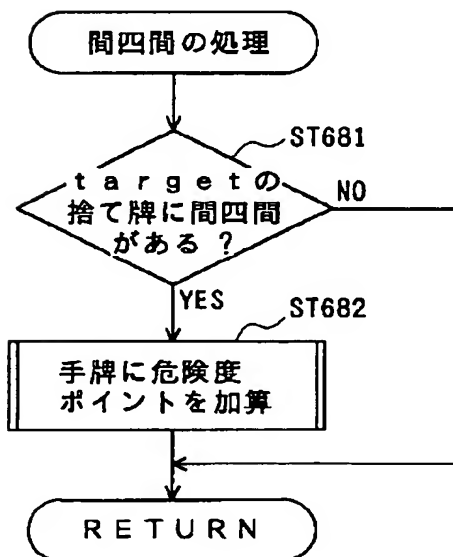 間四間の処理
ST681
targetの
捨て牌に間四間
がある?
NO
YES
ST682
手牌に危険度
ポイントを加算
RETURN